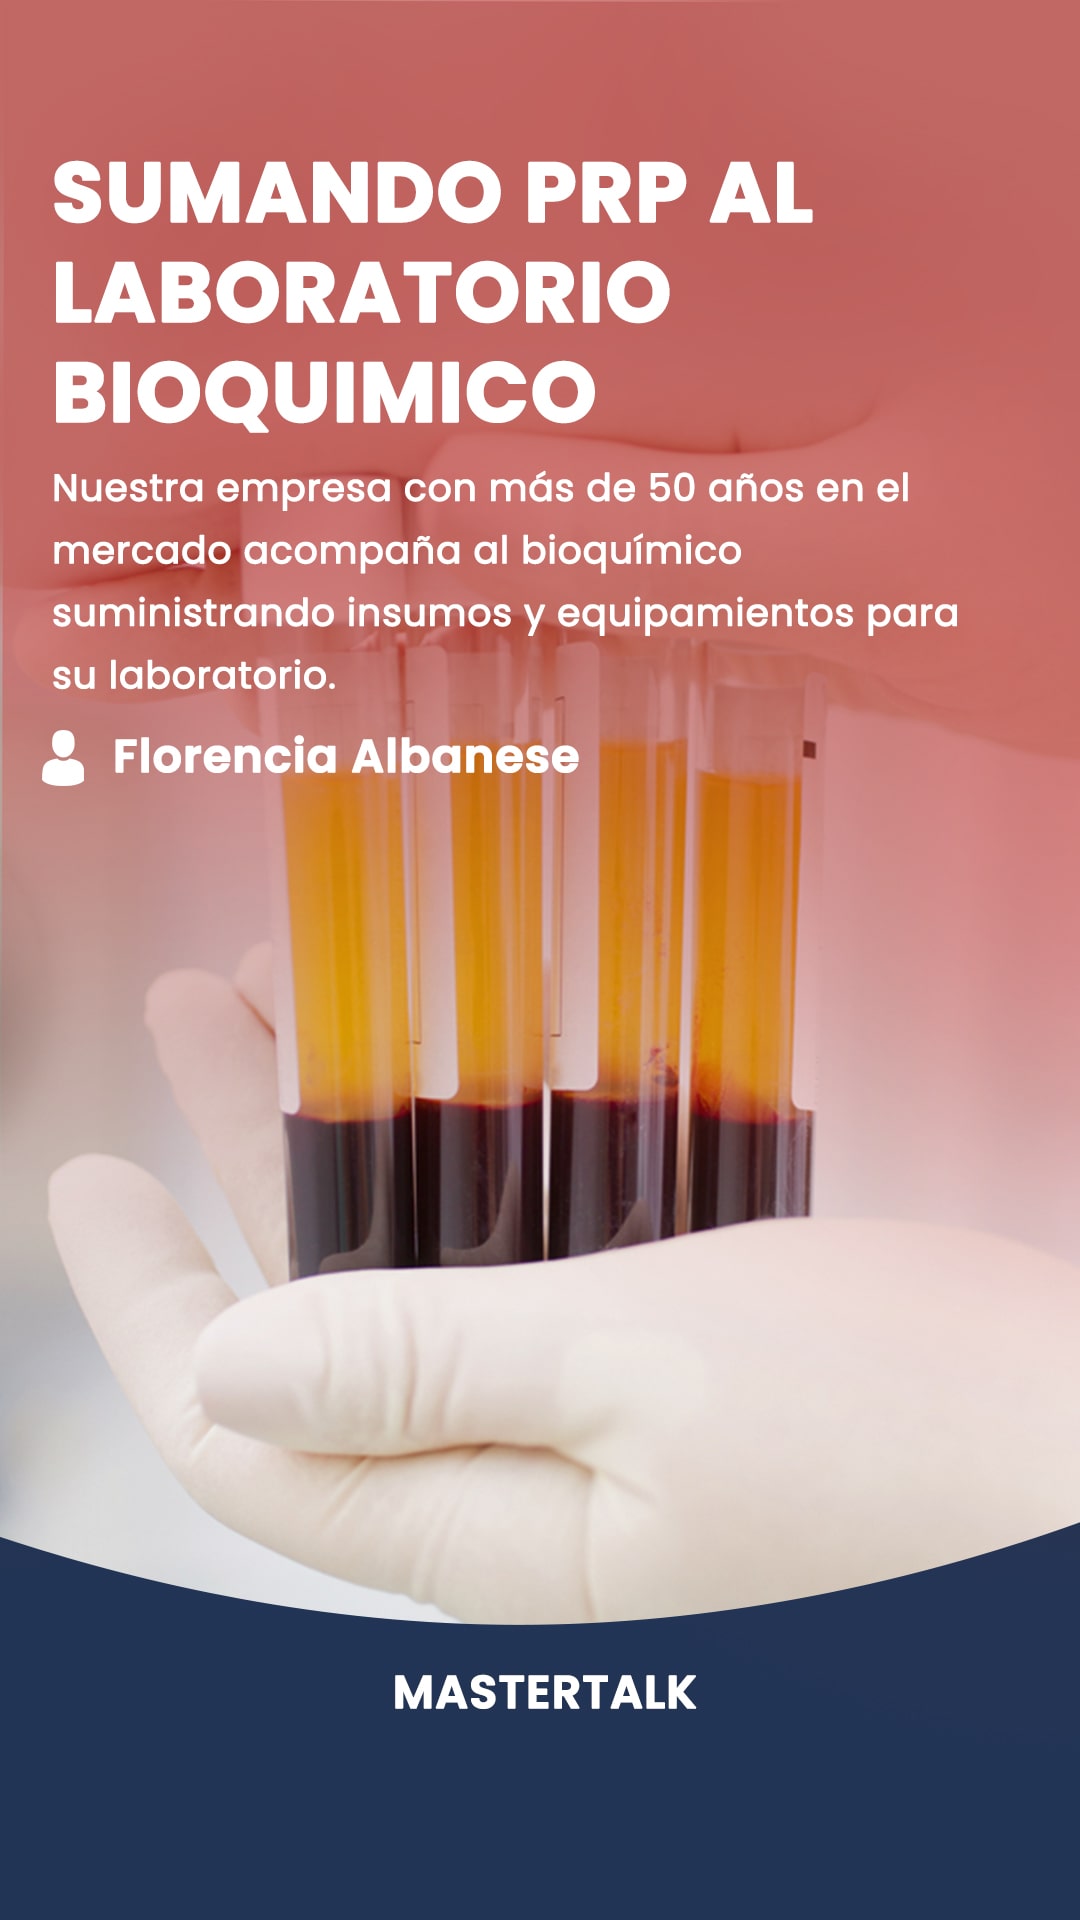 SUMANDO PRP AL
LABORATORIO
BIOQUIMICO
Nuestra empresa con más de 50 años en el
mercado acompaña al bioquímico
suministrando insumos y equipamientos para
su laboratorio.
Florencia Albanese
MASTERTALK